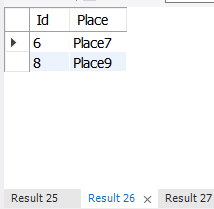 Id Place
6 Place7
8 Place9
Result 25 Result 26 × Result 27